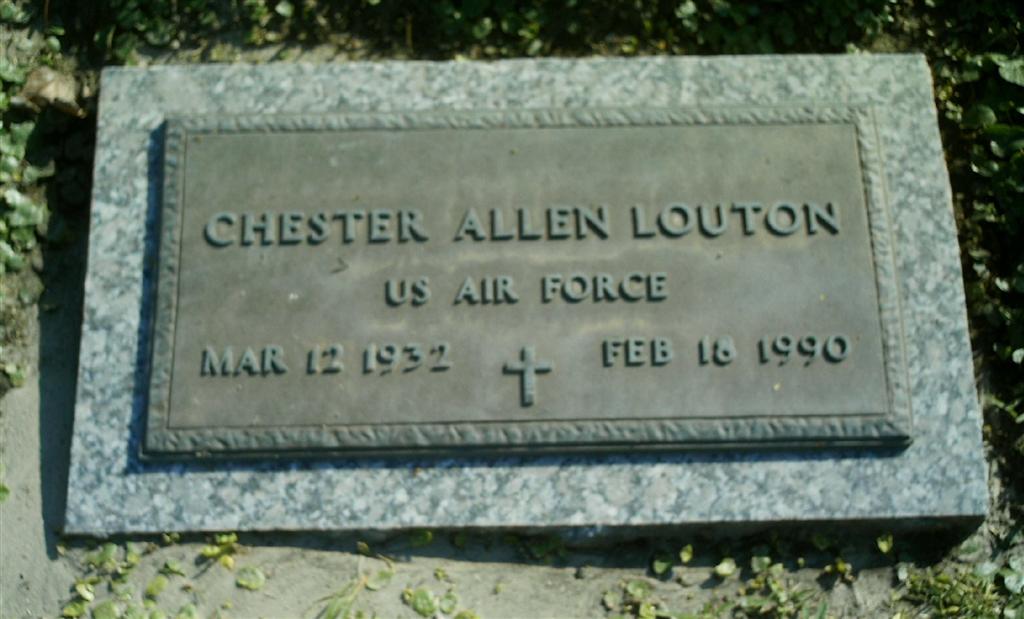 CHESTER ALLEN LOUTON
US AIR FORCE
MAR 12 1932 FEB 18 1990